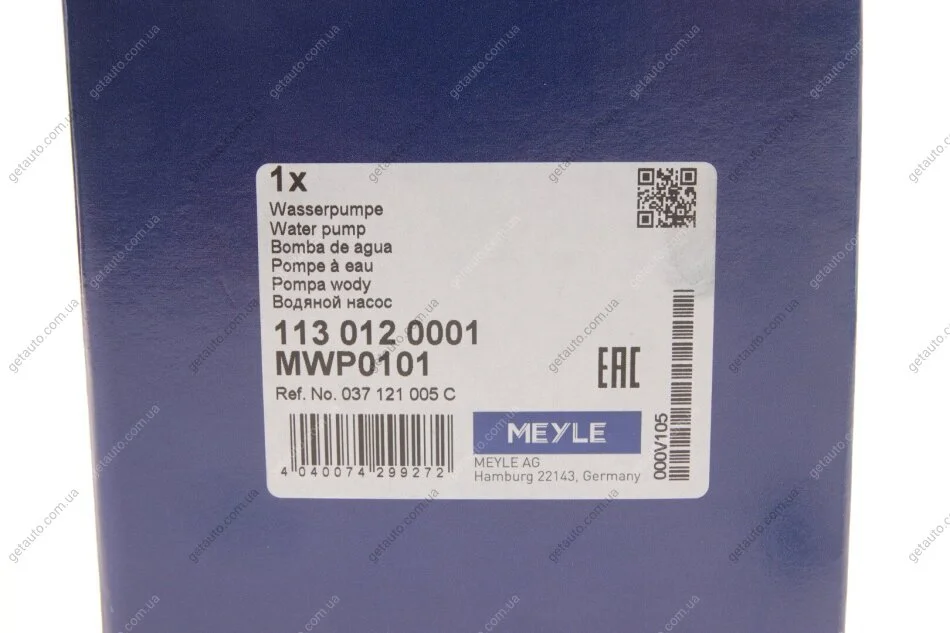 1x
Wasserpumpe
Water pump
Bomba de agua
Pompe à eau
Pompa wody
Водяной насос
113 012 0001
MWP0101
Ref. No. 037 121 005 C
EAC
4 040074 299272
MEYLE
MEYLE AG
Hamburg 22143, Germany
000V105
getauto.com.ua